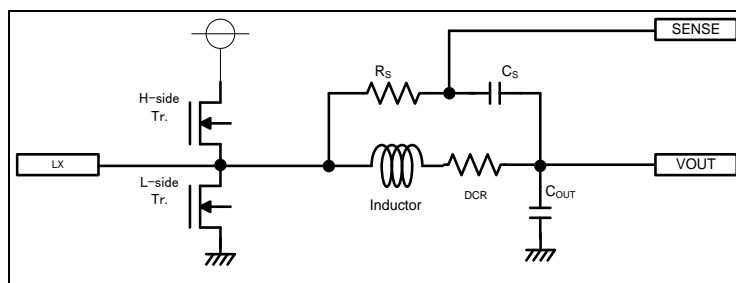 SENSE
RS
CS
H-side
Tr.
LX
VOUT
L-side
Tr.
Inductor
DCR
COUT